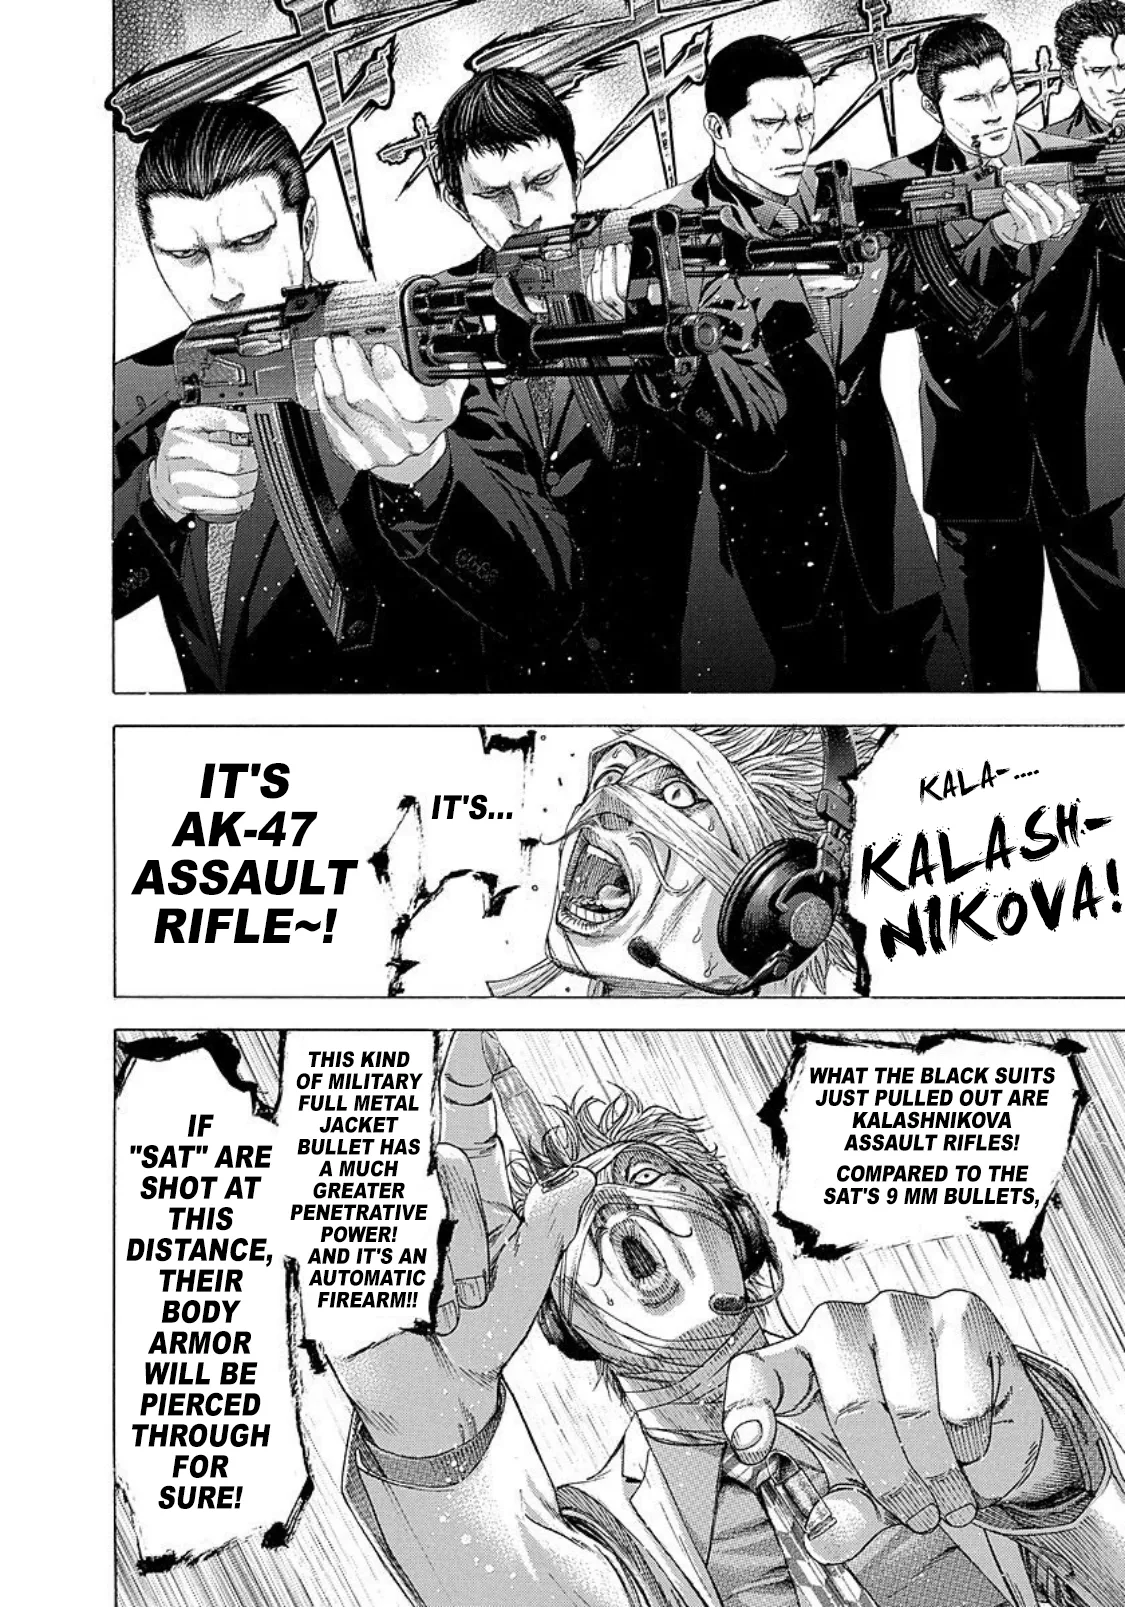 KALA-....
KALASH-
NIKOVA!
IT'S...
IT'S
AK-47
ASSAULT
RIFLE~!
WHAT THE BLACK SUITS
JUST PULLED OUT ARE
KALASHNIKOVA
ASSAULT RIFLES!
COMPARED TO THE
SAT'S 9 MM BULLETS,
THIS KIND
OF MILITARY
FULL METAL
JACKET
BULLET HAS
A MUCH
GREATER
PENETRATIVE
POWER!
AND IT'S AN
AUTOMATIC
FIREARM!!
IF
"SAT" ARE
SHOT AT
THIS
DISTANCE,
THEIR
BODY
ARMOR
WILL BE
PIERCED
THROUGH
FOR
SURE!